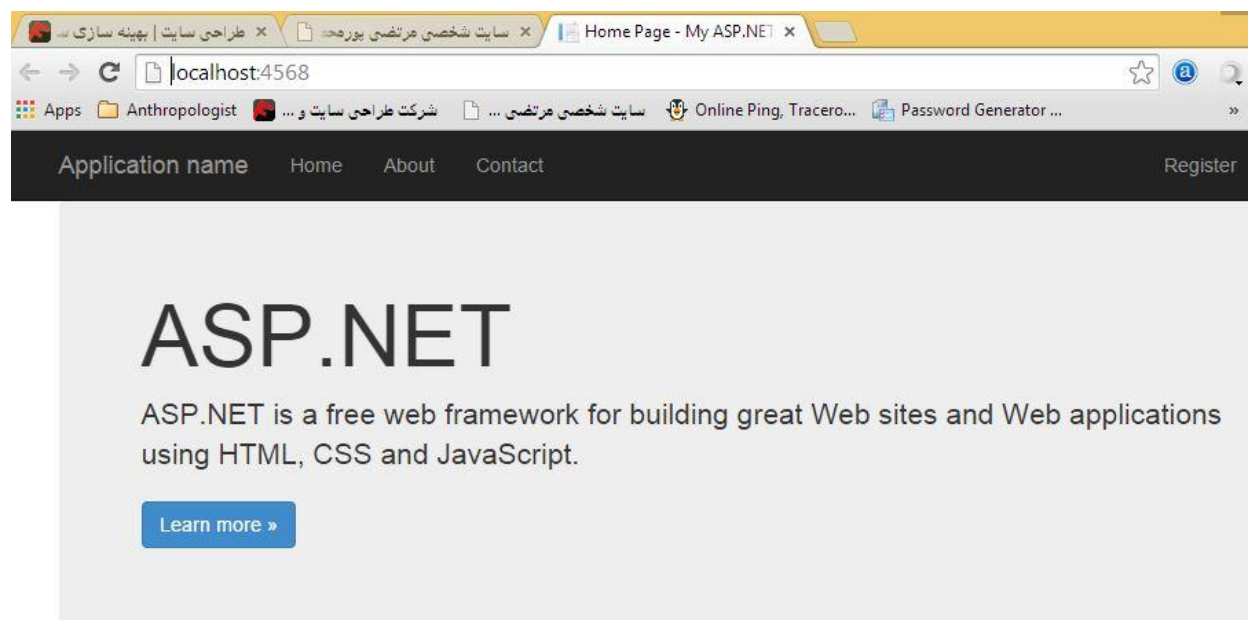 طراحی سایت | بهینه سازی سایت شخصی مرتضی پورمحمد Home Page - My ASP.NET
localhost:4568
Apps Anthropologist شرکت طراحی سایت و ... سایت شخصی مرتضی ... Online Ping, Tracero... Password Generator ...
Application name Home About Contact Register
ASP.NET
ASP.NET is a free web framework for building great Web sites and Web applications
using HTML, CSS and JavaScript.
Learn more »